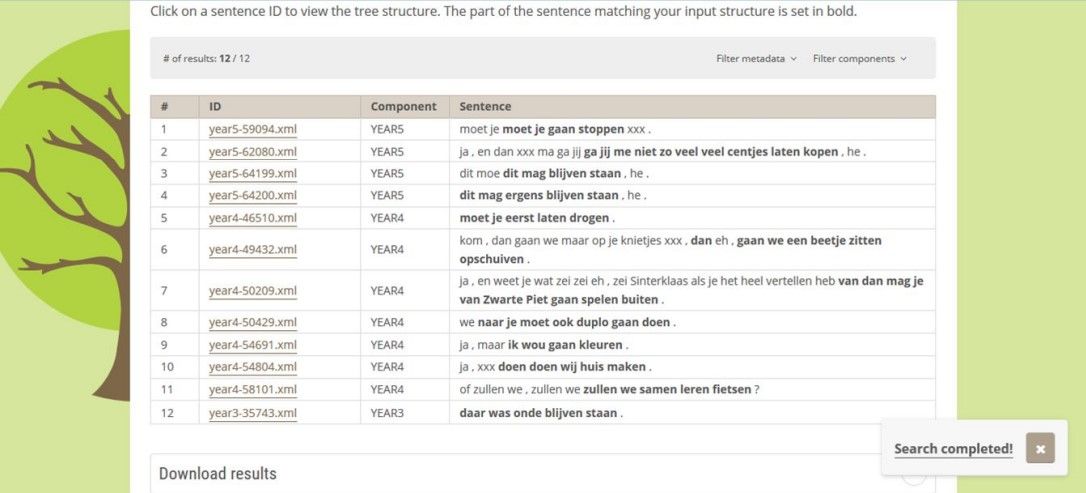 Click on a sentence ID to view the tree structure. The part of the sentence matching your input structure is set in bold.
# of results: 12 / 12 Filter metadata Filter components
# ID Component Sentence
1 year5-59094.xml YEAR5 moet je moet je gaan stoppen xxx .
2 year5-62080.xml YEAR5 ja , en dan xxx ma ga jij ga jij me niet zo veel veel centjes laten kopen , he .
3 year5-64199.xml YEAR5 dit moe dit mag blijven staan , he .
4 year5-64200.xml YEAR5 dit mag ergens blijven staan , he .
5 year4-46510.xml YEAR4 moet je eerst laten drogen .
6 year4-49432.xml YEAR4 kom , dan gaan we maar op je knietjes xxx , dan eh , gaan we een beetje zitten
opschuiven .
7 year4-50209.xml YEAR4 ja , en weet je wat zei zei eh , zei Sinterklaas als je het heel vertellen heb van dan mag je
van Zwarte Piet gaan spelen buiten .
8 year4-50429.xml YEAR4 we naar je moet ook duplo gaan doen .
9 year4-54691.xml YEAR4 ja , maar ik wou gaan kleuren .
10 year4-54804.xml YEAR4 ja , xxx doen doen wij huis maken .
11 year4-58101.xml YEAR4 of zullen we , zullen we zullen we samen leren fietsen ?
12 year3-35743.xml YEAR3 daar was onde blijven staan .
Search completed!
Download results